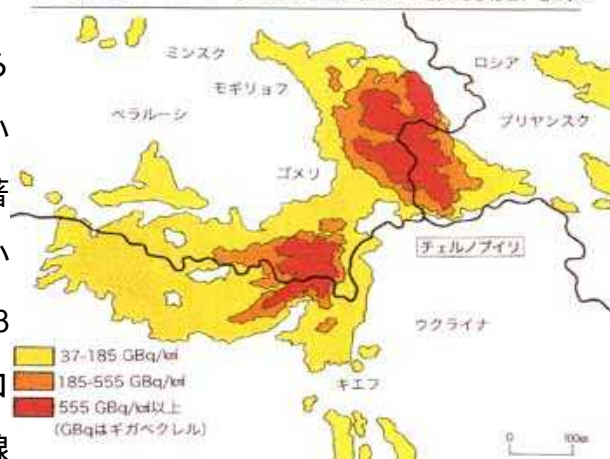 ミンスク
ロシア
モギリョフ
ベラルーシ
ブリヤンスク
ゴメリ
チェルノブイリ
ウクライナ
37-185 GBq/㎢
185-555 GBq/㎢
555 GBq/㎢以上
(GBqはギガベクレル)
キエフ
0